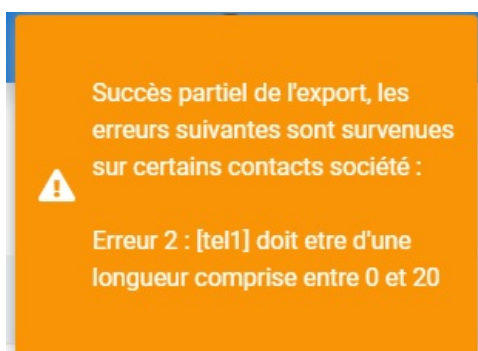 Succès partiel de l'export, les
erreurs suivantes sont survenues
sur certains contacts société :
Erreur 2 : [tel1] doit etre d'une
longueur comprise entre 0 et 20